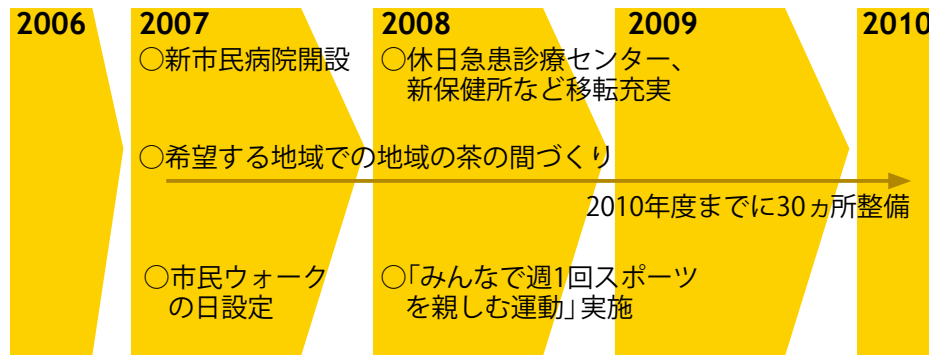 2006 2007 2008 2009 2010
○新市民病院開設 ○休日急患診療センター、
新保健所など移転充実
○希望する地域での地域の茶の間づくり
2010年度までに30ヵ所整備
○市民ウォーク
の日設定
○「みんなで週1回スポーツ
を親しむ運動」実施